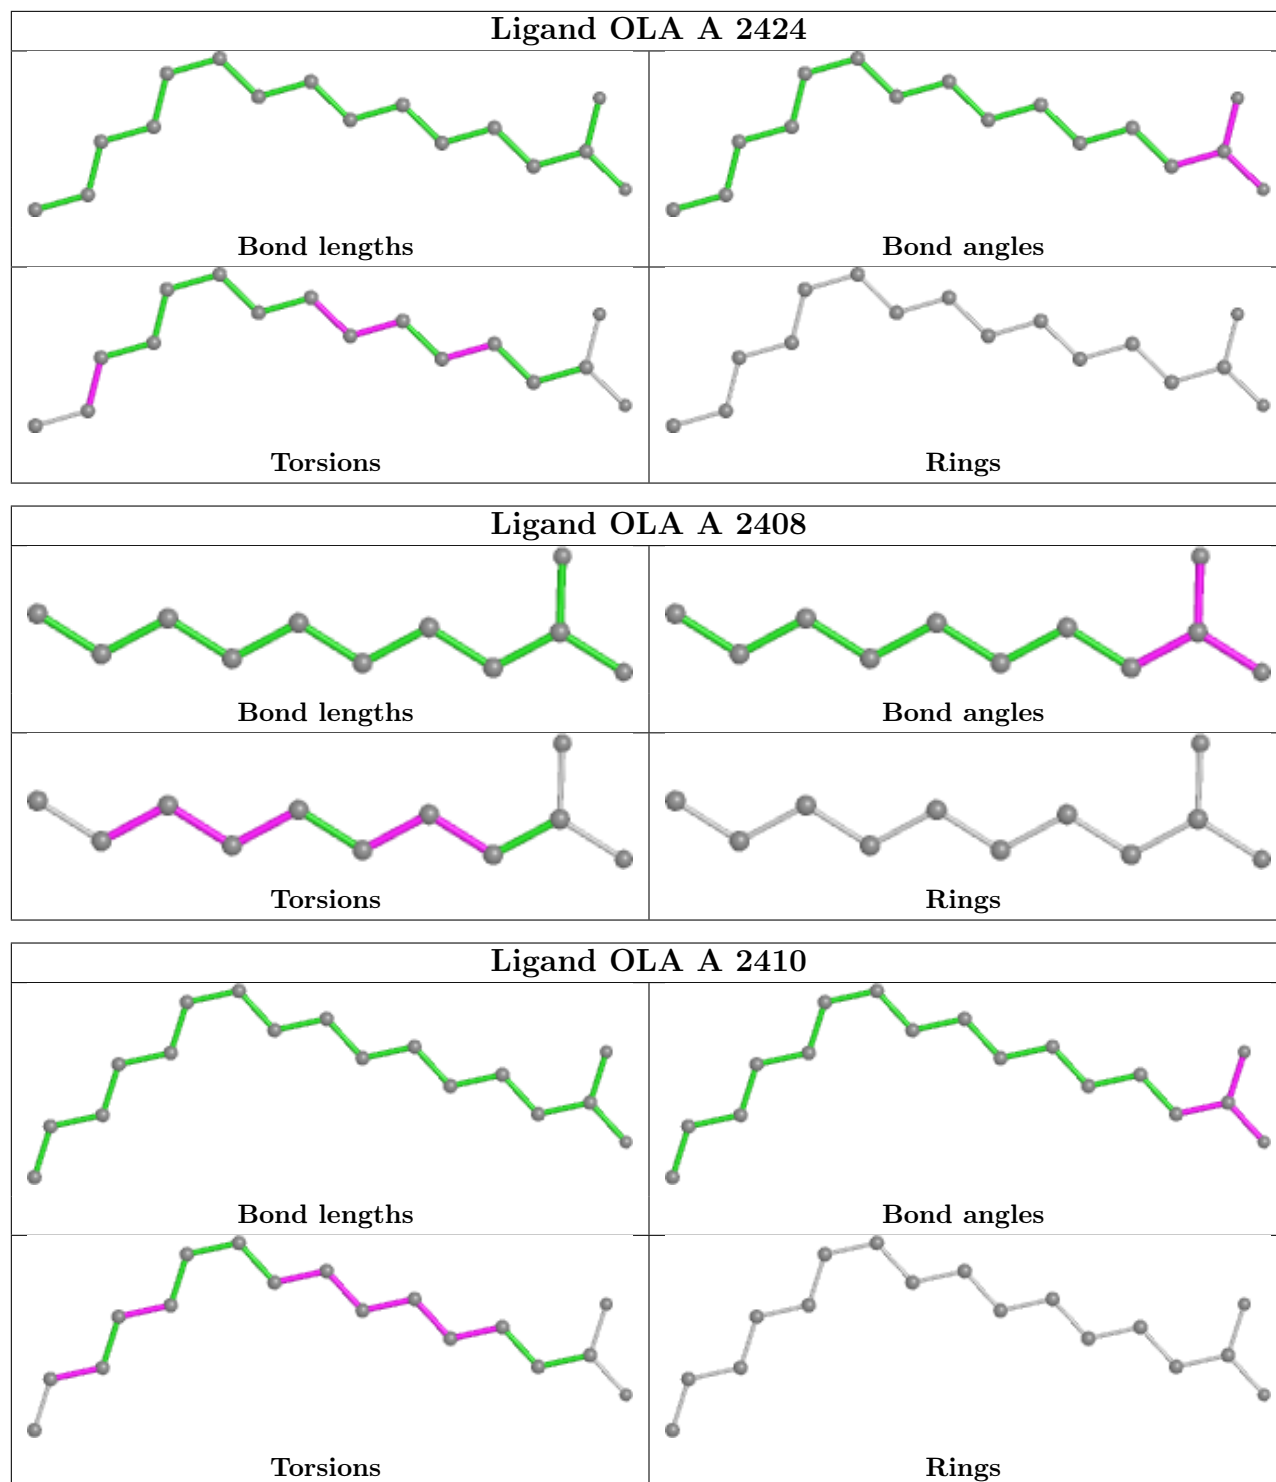 Ligand OLA A 2424
Bond lengths
Bond angles
Torsions
Rings
Ligand OLA A 2408
Bond lengths
Bond angles
Torsions
Rings
Ligand OLA A 2410
Bond lengths
Bond angles
Torsions
Rings